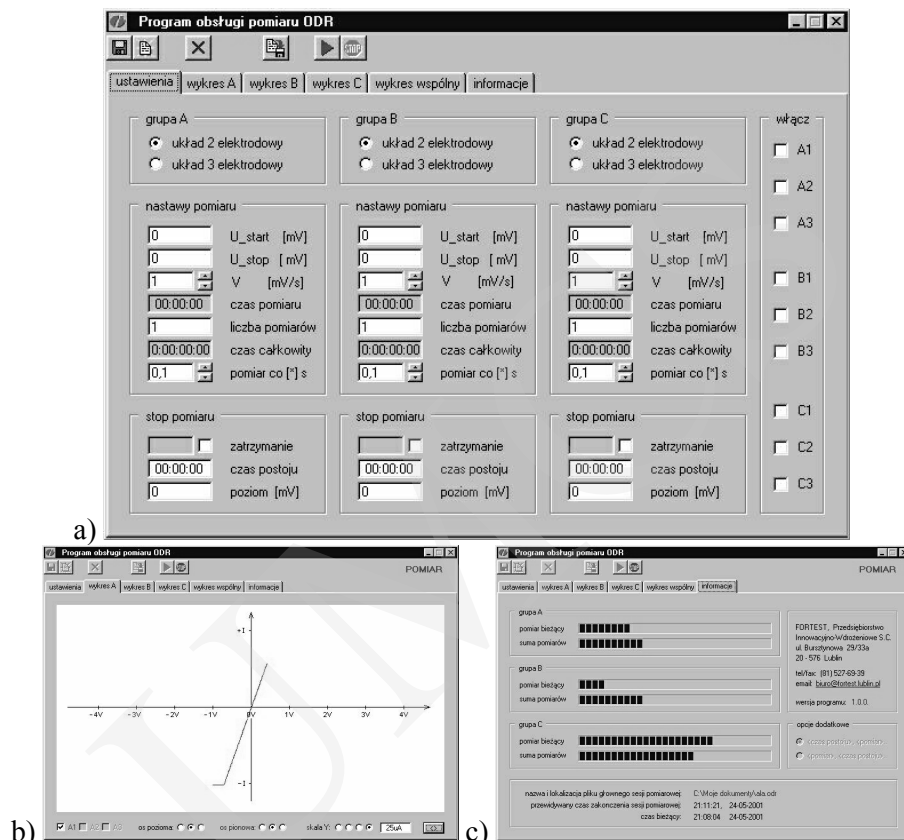 Program obsługi pomiaru ODR
STOP
ustawienia wykres A wykres B wykres C wykres wspólny informacje
grupa A grupa B grupa C włącz
układ 2 elektrodowy układ 2 elektrodowy układ 2 elektrodowy A1
układ 3 elektrodowy układ 3 elektrodowy układ 3 elektrodowy A2
nastawy pomiaru nastawy pomiaru nastawy pomiaru A3
0 U_start [mV] 0 U_start [mV] 0 U_start [mV]
0 U_stop [ mV] 0 U_stop [ mV] 0 U_stop [ mV]
1 V [mV/s] 1 V [mV/s] 1 V [mV/s] B1
00:00:00 czas pomiaru 00:00:00 czas pomiaru 00:00:00 czas pomiaru
1 liczba pomiarów 1 liczba pomiarów 1 liczba pomiarów B2
0:00:00:00 czas całkowity 0:00:00:00 czas całkowity 0:00:00:00 czas całkowity B3
0,1 pomiar co [*] s 0,1 pomiar co [*] s 0,1 pomiar co [*] s
stop pomiaru stop pomiaru stop pomiaru C1
zatrzymanie zatrzymanie zatrzymanie C2
00:00:00 czas postoju 00:00:00 czas postoju 00:00:00 czas postoju
0 poziom [mV] 0 poziom [mV] 0 poziom [mV] C3
a)
Program obsługi pomiaru ODR
POMIAR
ustawienia wykres A wykres B wykres C wykres wspólny informacje
+I
-4V -3V -2V -1V 0V 1V 2V 3V 4V
-I
A1 A2 A3 os pozioma: os pionowa: skala Y: 25uA
b)
Program obsługi pomiaru ODR
POMIAR
ustawienia wykres A wykres B wykres C wykres wspólny informacje
grupa A
pomiar bieżący
suma pomiarów
grupa B
pomiar bieżący
suma pomiarów
grupa C
pomiar bieżący
suma pomiarów
FORTEST, Przedsiębiorstwo
Innowacyjno-Wdrożeniowe S.C.
ul. Bursztynowa 29/33a
20 - 576 Lublin
tel/fax: (81) 527-69-39
email: biuro@fortest.lublin.pl
wersja programu: 1.0.0.
opcje dodatkowe
<czas postoju>, <pomiar>
<pomiar>, <czas postoju>
nazwa i lokalizacja pliku głownego sesji pomiarowej: C:\Moje dokumenty\ala.odr
przewidywany czas zakończenia sesji pomiarowej: 21:11:21, 24-05-2001
czas bieżący: 21:08:04 24-05-2001
c)